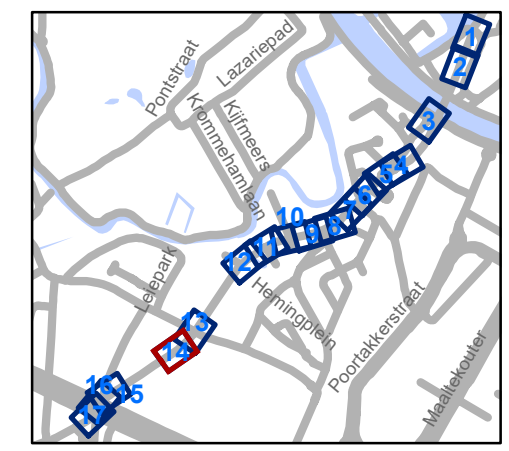 1
2
3
4
5
6
7
8
9
10
11
12
13
14
15
16
17
Pontstraat
Lazariepad
Kijfmeers
Krommehamlaan
Leiepark
Hemingplein
Poortakkerstraat
Maaltekouter